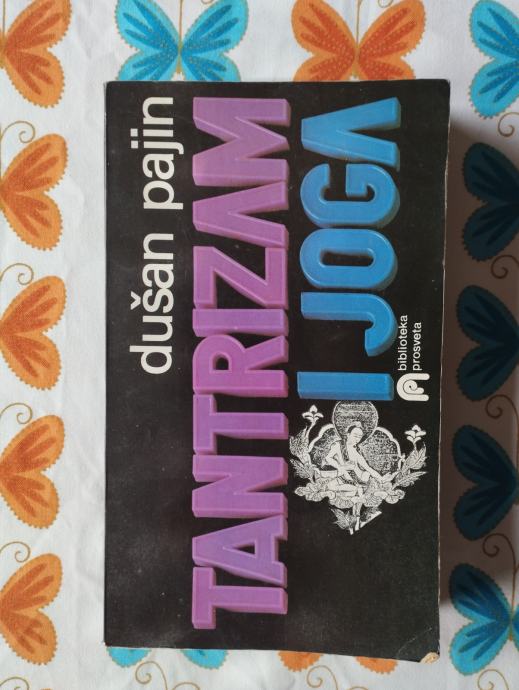 dušan pajin
TANTRIZAM
I JOGA
biblioteka
prosveta